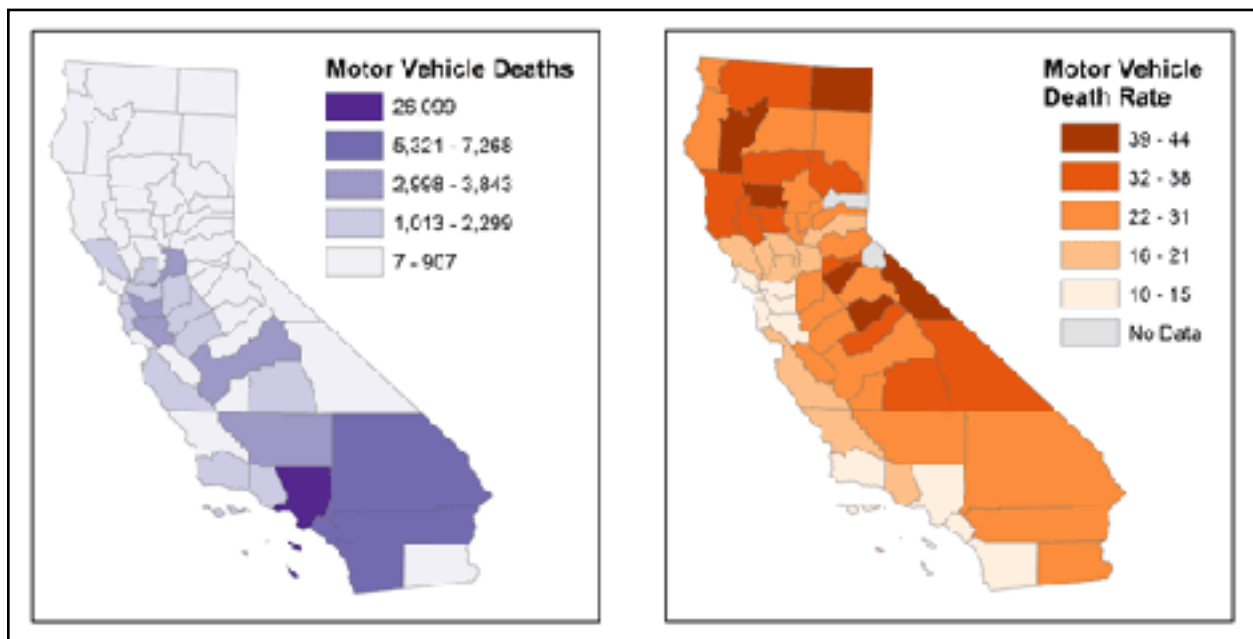 Motor Vehicle Deaths
26,000
5,321 - 7,268
2,998 - 3,843
1,013 - 2,299
7 - 907
Motor Vehicle
Death Rate
39 - 44
32 - 38
22 - 31
16 - 21
10 - 15
No Data